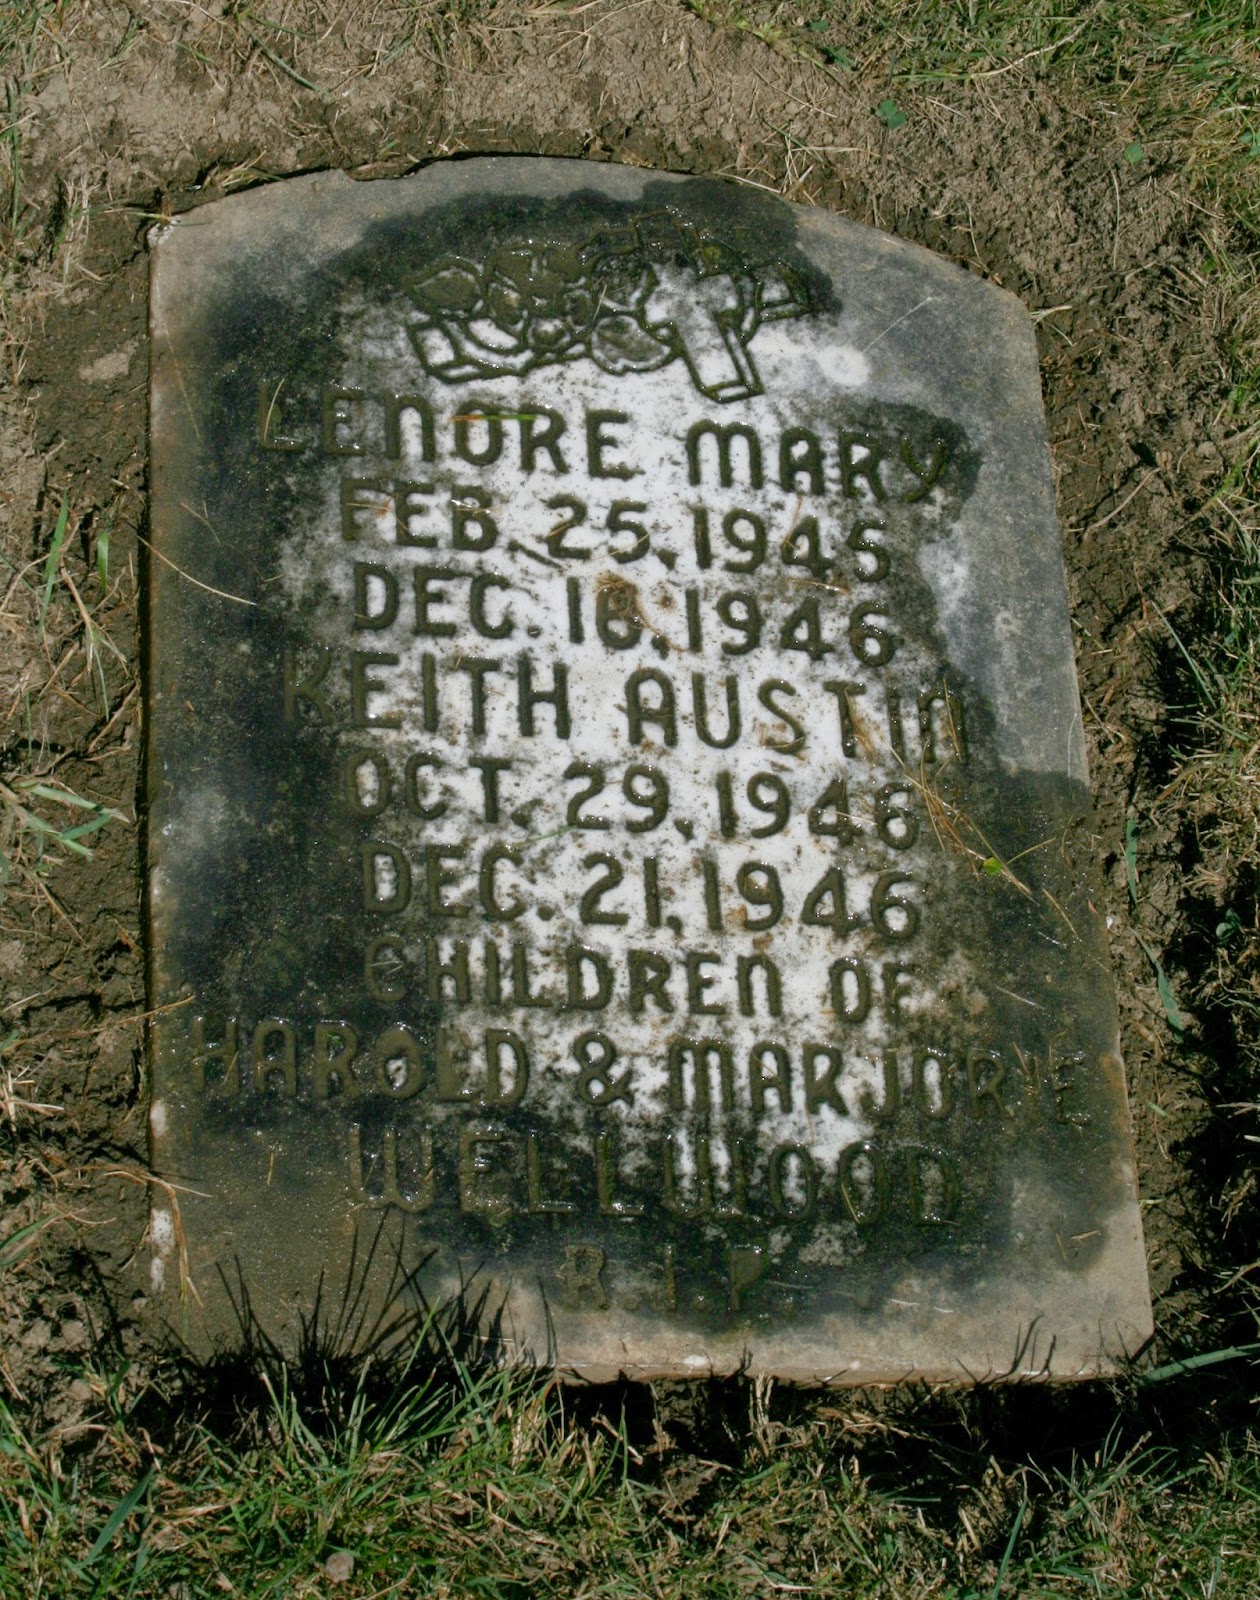 LENORE MARY
FEB. 25, 1945
DEC. 16, 1946
KEITH AUSTIN
OCT. 29, 1946
DEC. 21, 1946
CHILDREN OF
HAROLD & MARJORIE
WELLWOOD
R.I.P.